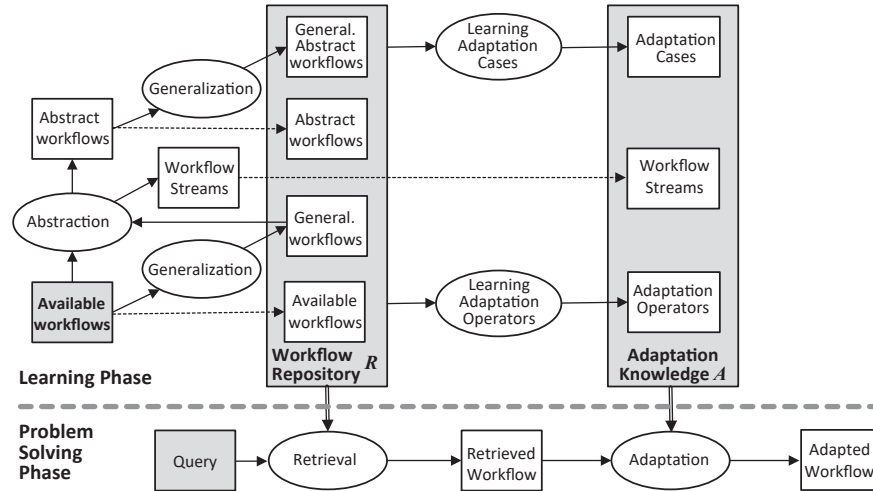 General.
Abstract
workflows
Learning
Adaptation
Cases
Adaptation
Cases
Generalization
Abstract
workflows
Abstract
workflows
Workflow
Streams
Workflow
Streams
Abstraction
General.
workflows
Generalization
Available
workflows
Available
workflows
Learning
Adaptation
Operators
Adaptation
Operators
Learning Phase
Workflow
Repository R
Adaptation
Knowledge A
Problem
Solving
Phase
Query
Retrieval
Retrieved
Workflow
Adaptation
Adapted
Workflow